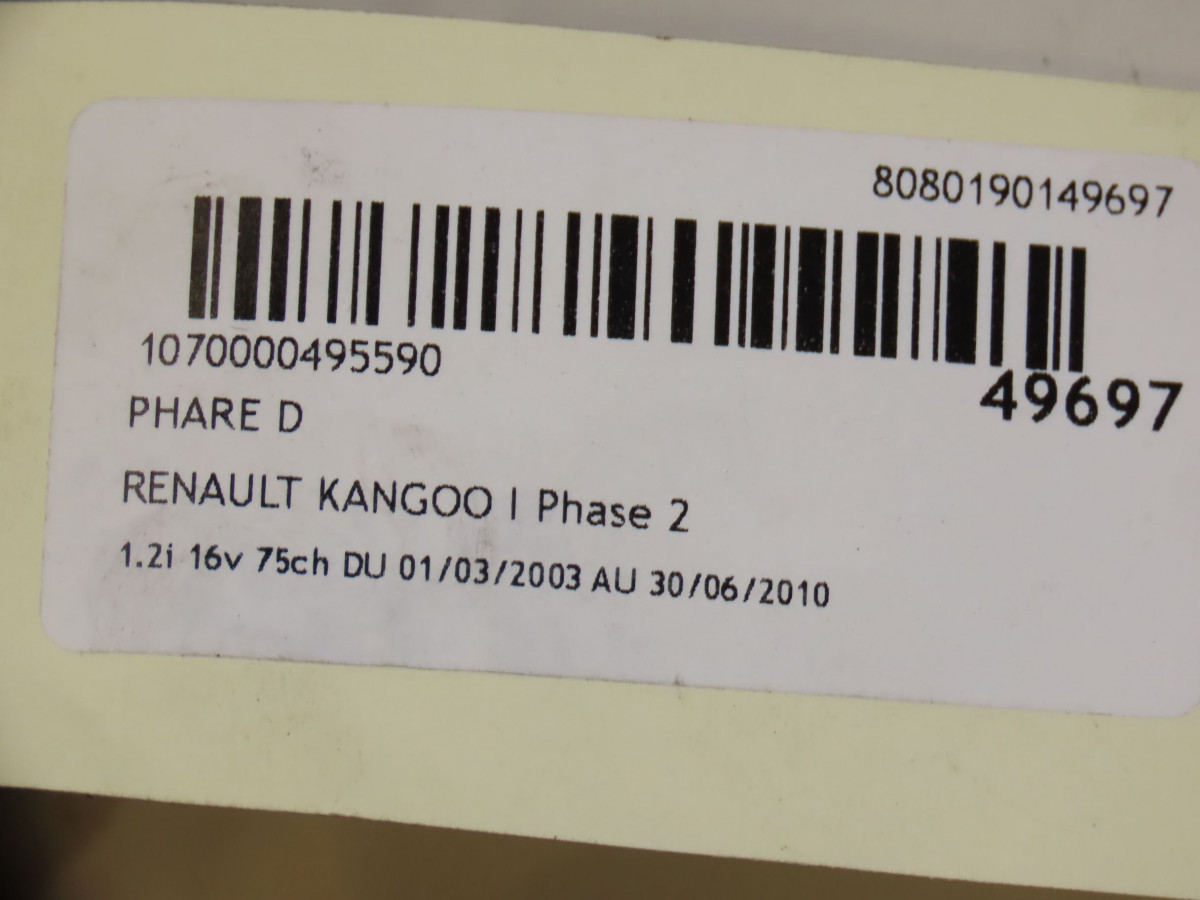 8080190149697
1070000495590
49697
PHARE D
RENAULT KANGOO I Phase 2
1.2i 16v 75ch DU 01/03/2003 AU 30/06/2010